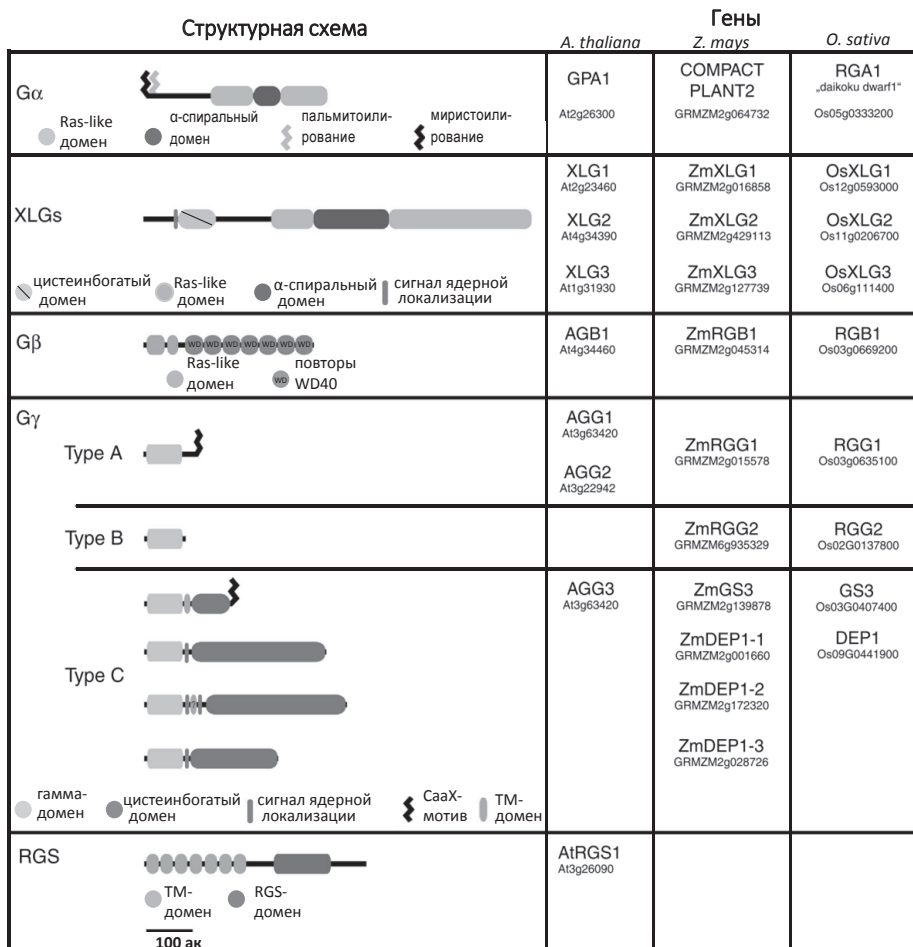 Структурная схема
Гены
A. thaliana
Z. mays
O. sativa
Gα
Ras-like
домен
α-спиральный
домен
пальмитоили-
рование
миристоили-
рование
GPA1
At2g26300
COMPACT
PLANT2
GRMZM2g064732
RGA1
„daikoku dwarf1“
Os05g0333200
XLGs
цистеинбогатый
домен
Ras-like
домен
α-спиральный
домен
сигнал ядерной
локализации
XLG1
At2g23460
XLG2
At4g34390
XLG3
At1g31930
ZmXLG1
GRMZM2g016858
ZmXLG2
GRMZM2g429113
ZmXLG3
GRMZM2g127739
OsXLG1
Os12g0593000
OsXLG2
Os11g0206700
OsXLG3
Os06g111400
Gβ
WD WD WD WD WD WD WD
Ras-like
домен
WD
повторы
WD40
AGB1
At4g34460
ZmRGB1
GRMZM2g045314
RGB1
Os03g0669200
Gγ
Type A
AGG1
At3g63420
AGG2
At3g22942
ZmRGG1
GRMZM2g015578
RGG1
Os03g0635100
Type B
ZmRGG2
GRMZM6g935329
RGG2
Os02G0137800
Type C
?
гамма-
домен
цистеинбогатый
домен
сигнал ядерной
локализации
CaaX-
мотив
TM-
домен
AGG3
At3g63420
ZmGS3
GRMZM2g139878
ZmDEP1-1
GRMZM2g001660
ZmDEP1-2
GRMZM2g172320
ZmDEP1-3
GRMZM2g028726
GS3
Os03G0407400
DEP1
Os09G0441900
RGS
TM-
домен
RGS-
домен
100 ак
AtRGS1
At3g26090